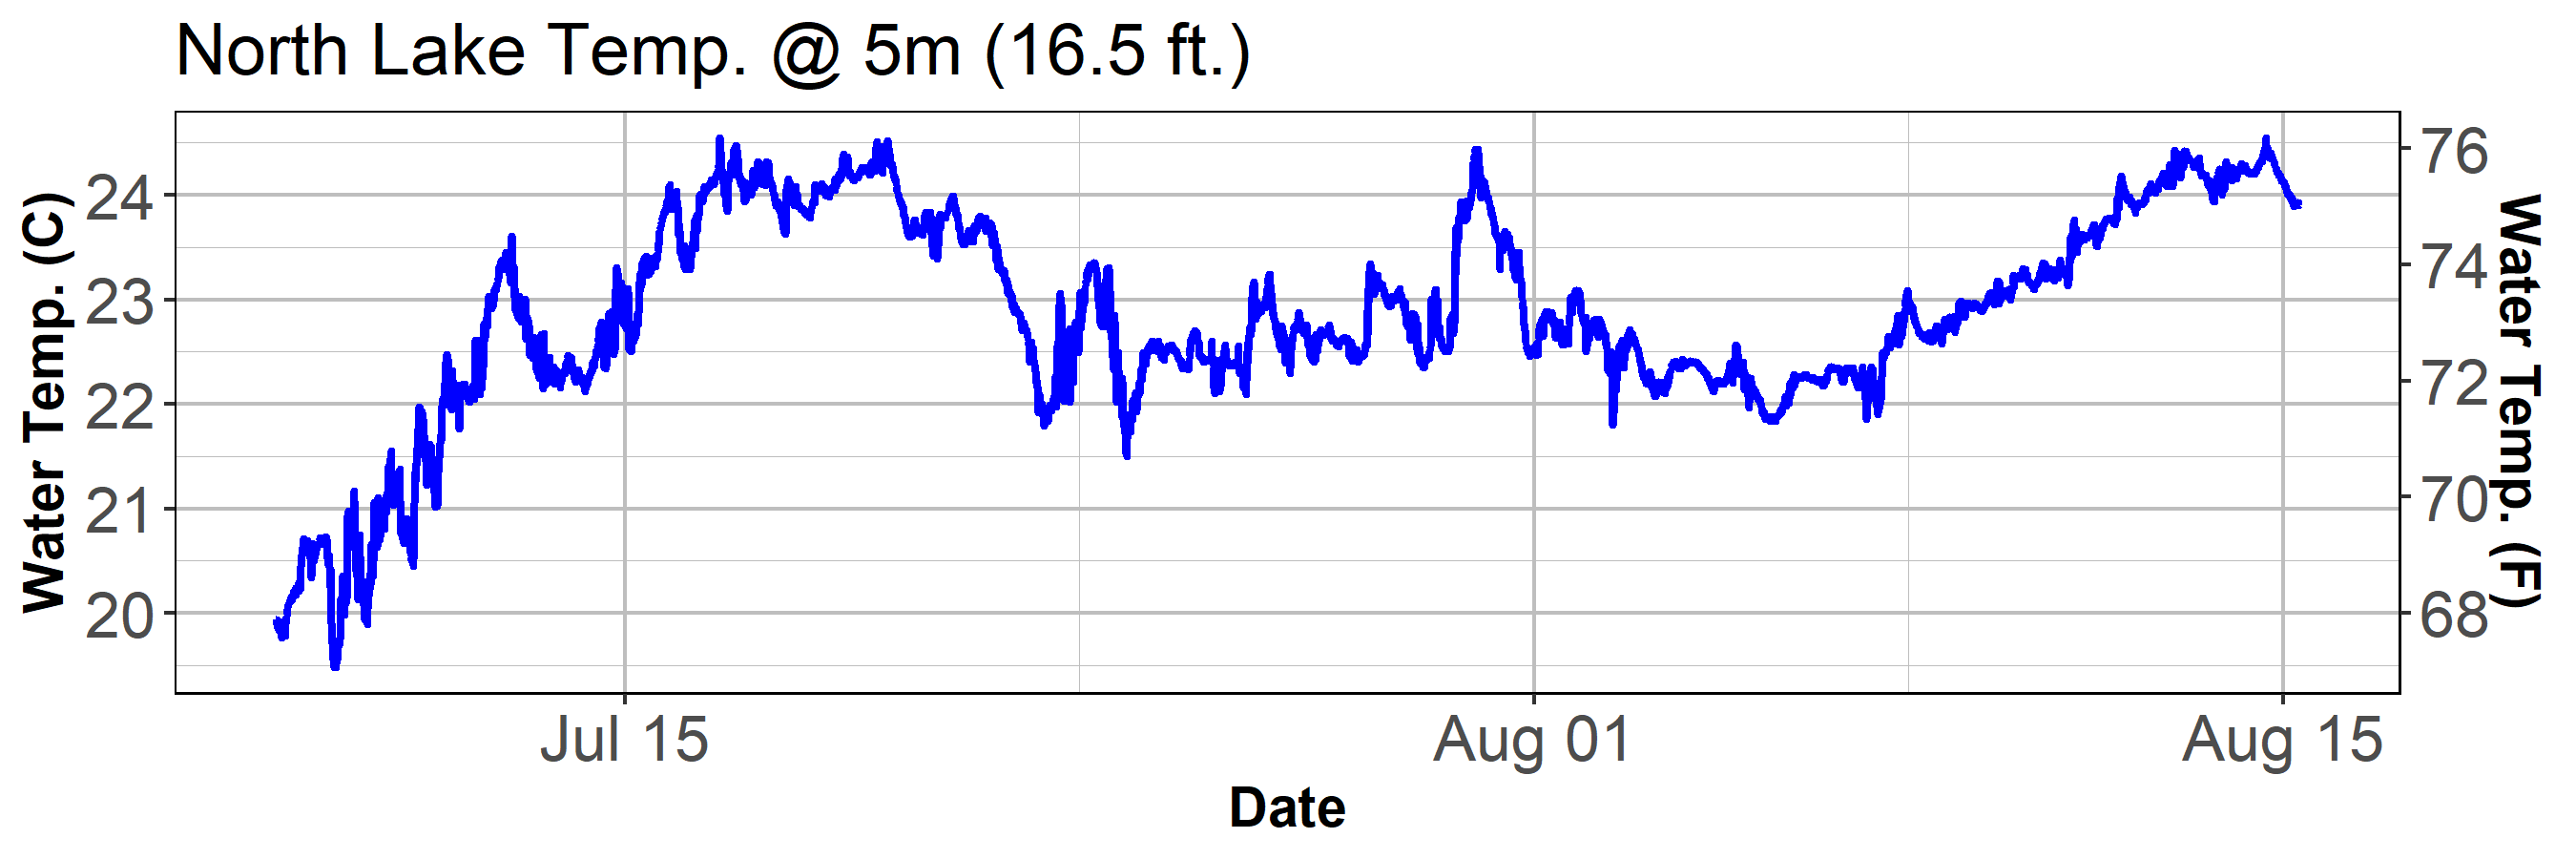 North Lake Temp. @ 5m (16.5 ft.)
Water Temp. (C)
24
23
22
21
20
76
74
72
70
68
Water Temp. (F)
Jul 15
Aug 01
Aug 15
Date